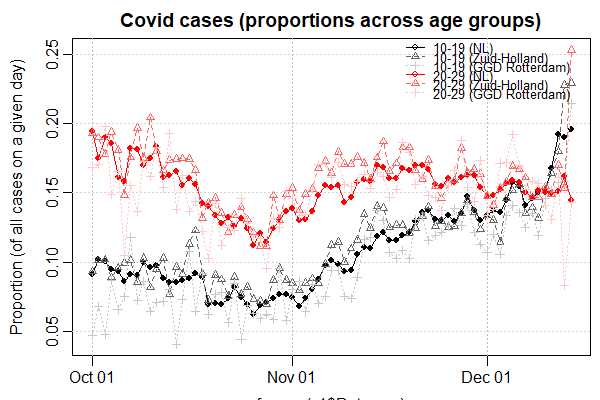 Covid cases (proportions across age groups)
Proportion (of all cases on a given day)
0.25
0.20
0.15
0.10
0.05
10-19 (NL)
10-19 (Zuid-Holland)
10-19 (GGD Rotterdam)
20-29 (NL)
20-29 (Zuid-Holland)
20-29 (GGD Rotterdam)
Oct 01
Nov 01
Dec 01